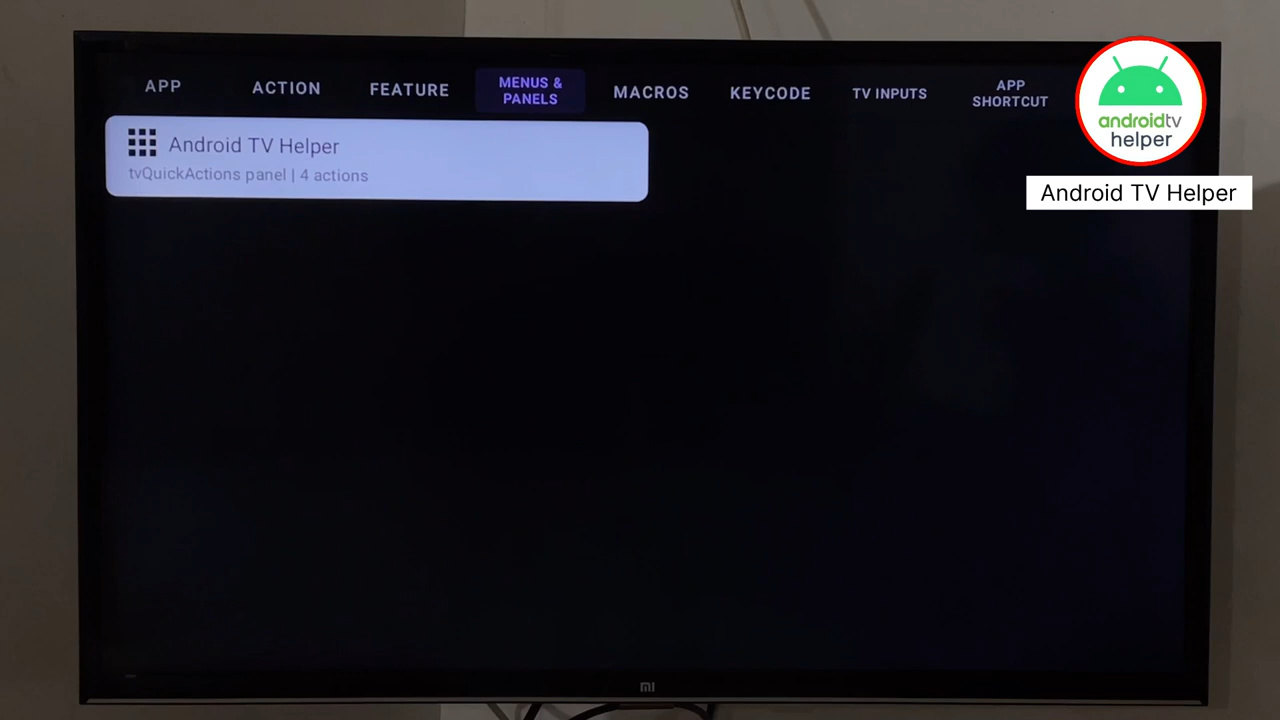 APP
ACTION
FEATURE
MENUS &
PANELS
MACROS
KEYCODE
TV INPUTS
APP
SHORTCUT
Android TV Helper
tvQuickActions panel | 4 actions
androidtv
helper
Android TV Helper
mi